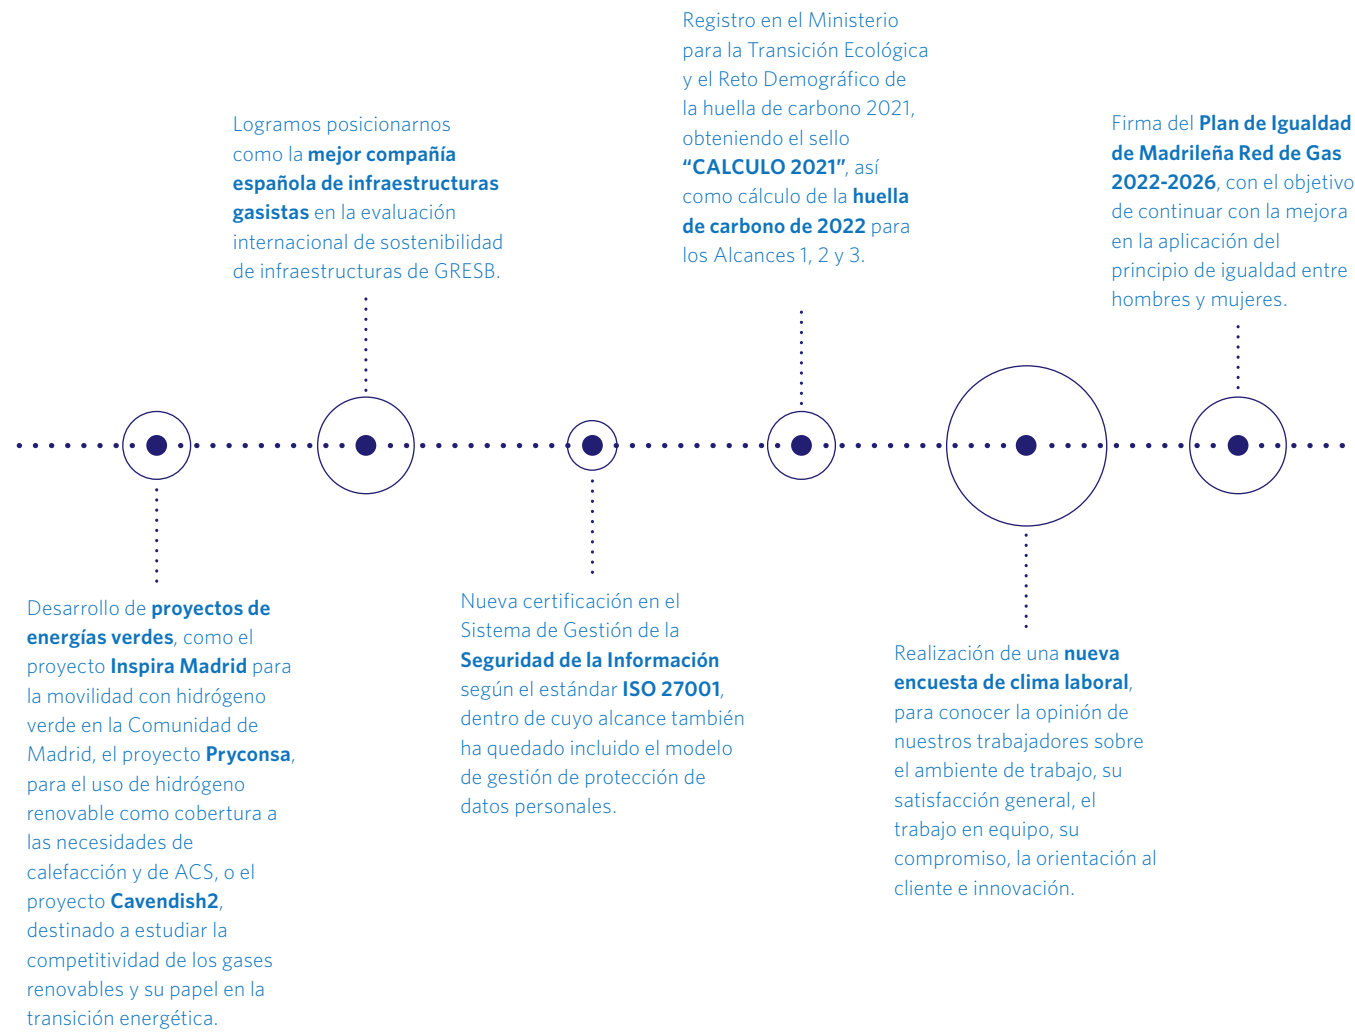 Registro en el Ministerio
para la Transición Ecológica
y el Reto Demográfico de
la huella de carbono 2021,
obteniendo el sello
“CALCULO 2021”, así
como cálculo de la huella
de carbono de 2022 para
los Alcances 1, 2 y 3.
Logramos posicionarnos
como la mejor compañía
española de infraestructuras
gasistas en la evaluación
internacional de sostenibilidad
de infraestructuras de GRESB.
Firma del Plan de Igualdad
de Madrileña Red de Gas
2022-2026, con el objetivo
de continuar con la mejora
en la aplicación del
principio de igualdad entre
hombres y mujeres.
Desarrollo de proyectos de
energías verdes, como el
proyecto Inspira Madrid para
la movilidad con hidrógeno
verde en la Comunidad de
Madrid, el proyecto Pryconsa,
para el uso de hidrógeno
renovable como cobertura a
las necesidades de
calefacción y de ACS, o el
proyecto Cavendish2,
destinado a estudiar la
competitividad de los gases
renovables y su papel en la
transición energética.
Nueva certificación en el
Sistema de Gestión de la
Seguridad de la Información
según el estándar ISO 27001,
dentro de cuyo alcance también
ha quedado incluido el modelo
de gestión de protección de
datos personales.
Realización de una nueva
encuesta de clima laboral,
para conocer la opinión de
nuestros trabajadores sobre
el ambiente de trabajo, su
satisfacción general, el
trabajo en equipo, su
compromiso, la orientación al
cliente e innovación.